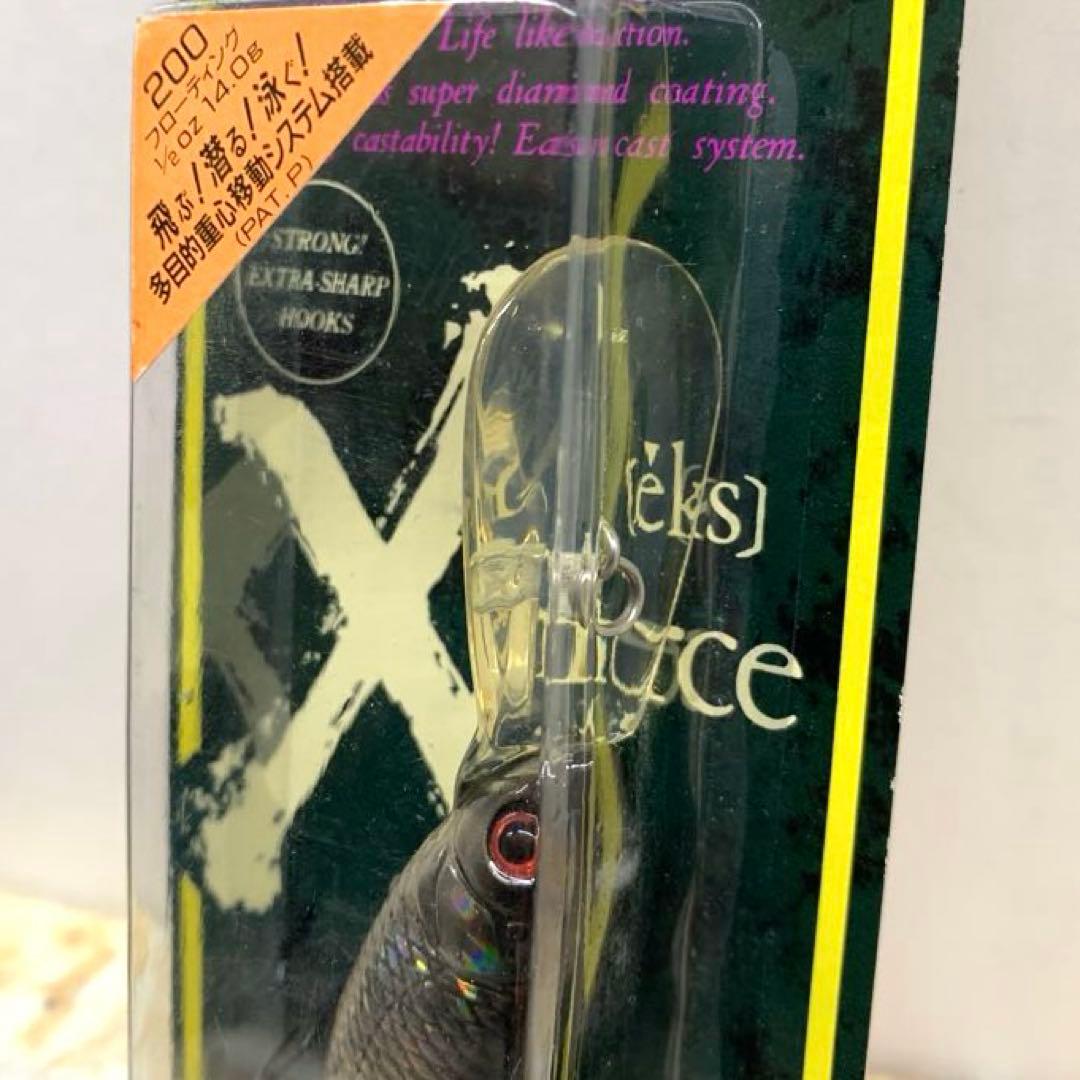 200
フローティング
1/2oz 14.0g
飛ぶ!潜る!泳ぐ!
多目的重心移動システム搭載
(PAT.P)
Life like
super diamond coating.
castability! cast system.
STRONG!
EXTRA-SHARP
HOOKS
X
[éks]